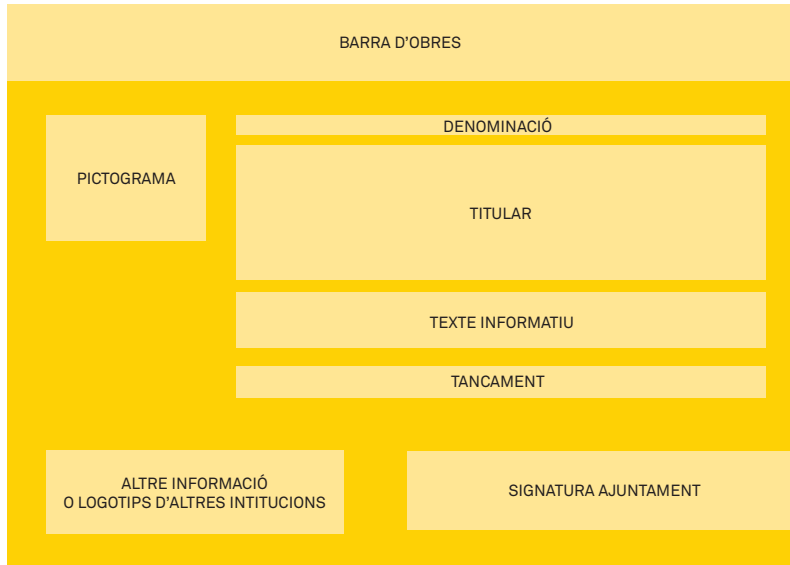 BARRA D’OBRES
PICTOGRAMA
DENOMINACIÓ
TITULAR
TEXTE INFORMATIU
TANCAMENT
ALTRE INFORMACIÓ
O LOGOTIPS D’ALTRES INTITUCIONS
SIGNATURA AJUNTAMENT